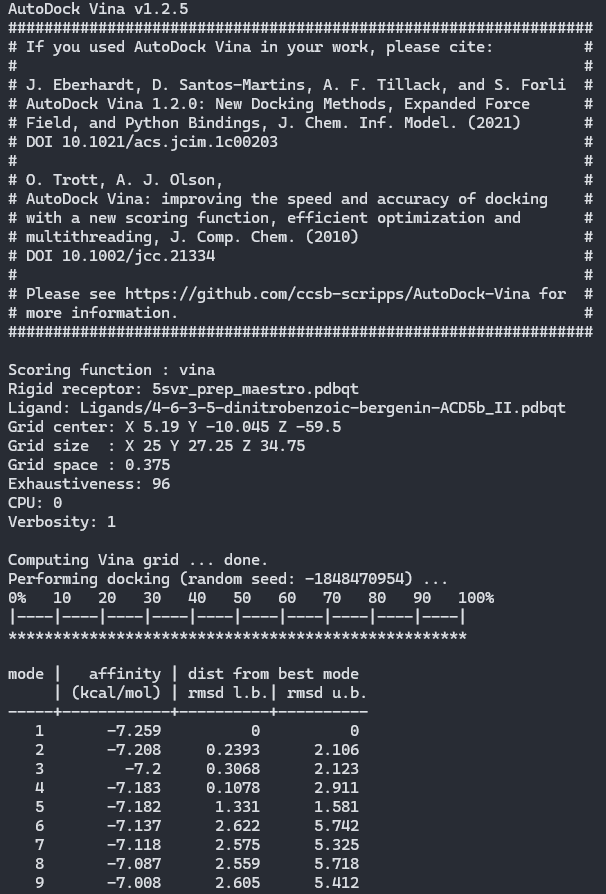 AutoDock Vina v1.2.5
#################################################################
# If you used AutoDock Vina in your work, please cite:          #
#                                                               #
# J. Eberhardt, D. Santos-Martins, A. F. Tillack, and S. Forli  #
# AutoDock Vina 1.2.0: New Docking Methods, Expanded Force      #
# Field, and Python Bindings, J. Chem. Inf. Model. (2021)       #
# DOI 10.1021/acs.jcim.1c00203                                  #
#                                                               #
# O. Trott, A. J. Olson,                                        #
# AutoDock Vina: improving the speed and accuracy of docking    #
# with a new scoring function, efficient optimization and       #
# multithreading, J. Comp. Chem. (2010)                         #
# DOI 10.1002/jcc.21334                                         #
#                                                               #
# Please see https://github.com/ccsb-scripps/AutoDock-Vina for  #
# more information.                                             #
#################################################################
Scoring function : vina
Rigid receptor: 5svr_prep_maestro.pdbqt
Ligand: Ligands/4-6-3-5-dinitrobenzoic-bergenin-ACD5b_II.pdbqt
Grid center: X 5.19 Y -10.045 Z -59.5
Grid size  : X 25 Y 27.25 Z 34.75
Grid space : 0.375
Exhaustiveness: 96
CPU: 0
Verbosity: 1
Computing Vina grid ... done.
Performing docking (random seed: -1848470954) ...
0%   10   20   30   40   50   60   70   80   90   100%
|----|----|----|----|----|----|----|----|----|----|
***************************************************
mode |   affinity | dist from best mode
     | (kcal/mol) | rmsd l.b.| rmsd u.b.
-----+------------+----------+----------
   1       -7.259          0          0
   2       -7.208     0.2393      2.106
   3         -7.2     0.3068      2.123
   4       -7.183     0.1078      2.911
   5       -7.182      1.331      1.581
   6       -7.137      2.622      5.742
   7       -7.118      2.575      5.325
   8       -7.087      2.559      5.718
   9       -7.008      2.605      5.412